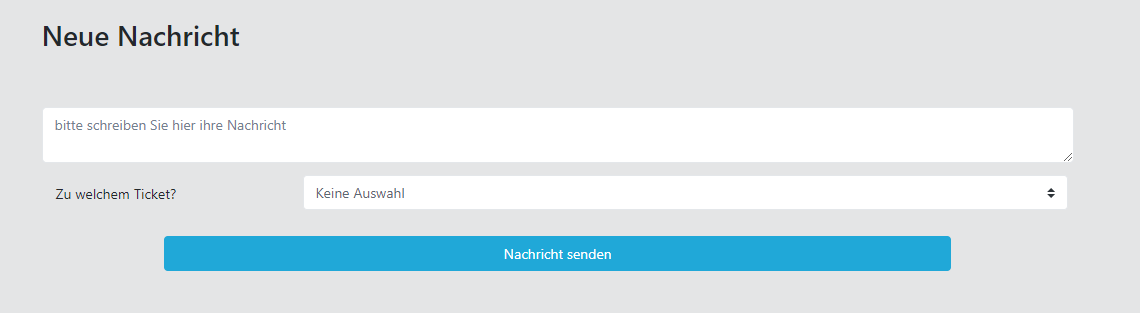 Neue Nachricht
bitte schreiben Sie hier ihre Nachricht
Zu welchem Ticket?
Keine Auswahl
Nachricht senden